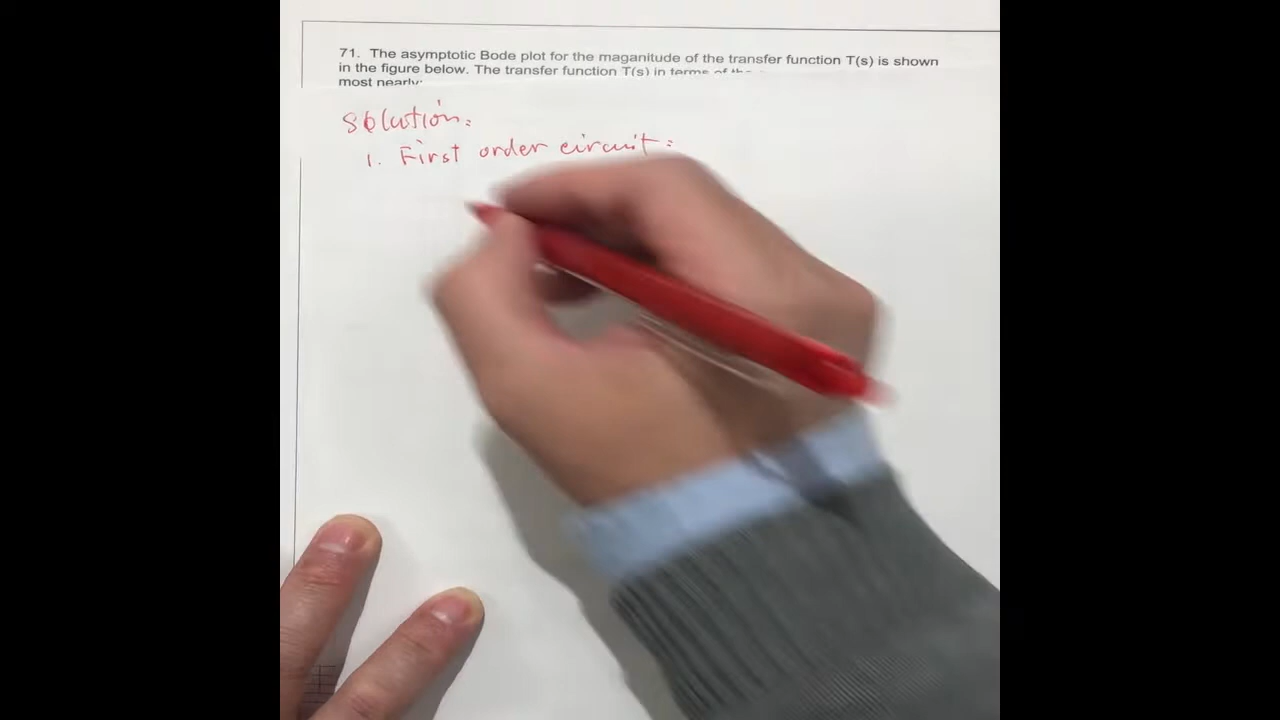 71. The asymptotic Bode plot for the maganitude of the transfer function T(s) is shown
in the figure below. The transfer function T(s) in terms of the
most nearly:
Solution:
1. First order circuit: